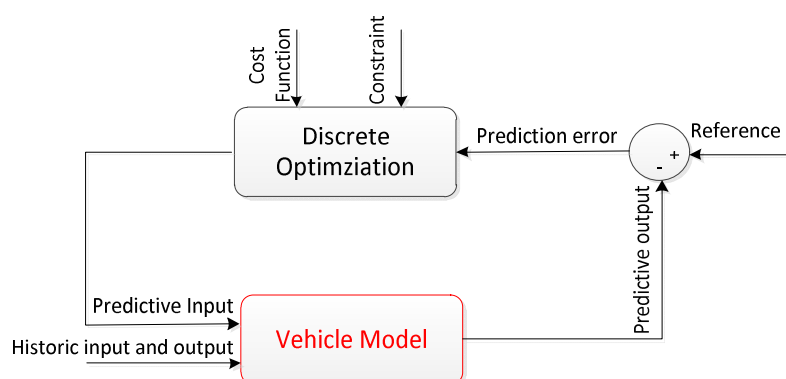 Cost
Function
Constraint
Discrete
Optimziation
Prediction error
Reference
+
-
Predictive output
Predictive Input
Historic input and output
Vehicle Model